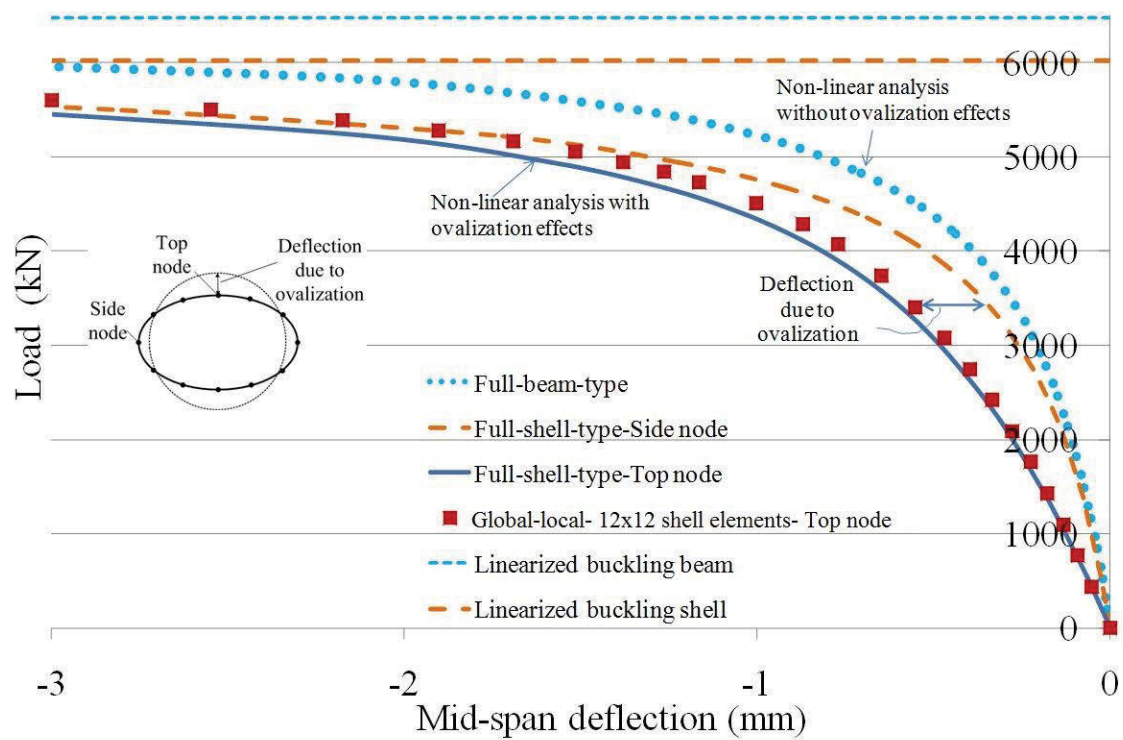 6000
Non-linear analysis
without ovalization effects
5000
Non-linear analysis with
ovalization effects
4000
Top
node
Deflection
due to
ovalization
Side
node
Deflection
due to
ovalization
3000
Load (kN)
Full-beam-type
Full-shell-type-Side node
2000
Full-shell-type-Top node
Global-local- 12x12 shell elements- Top node
1000
Linearized buckling beam
Linearized buckling shell
0
-3 -2 -1 0
Mid-span deflection (mm)